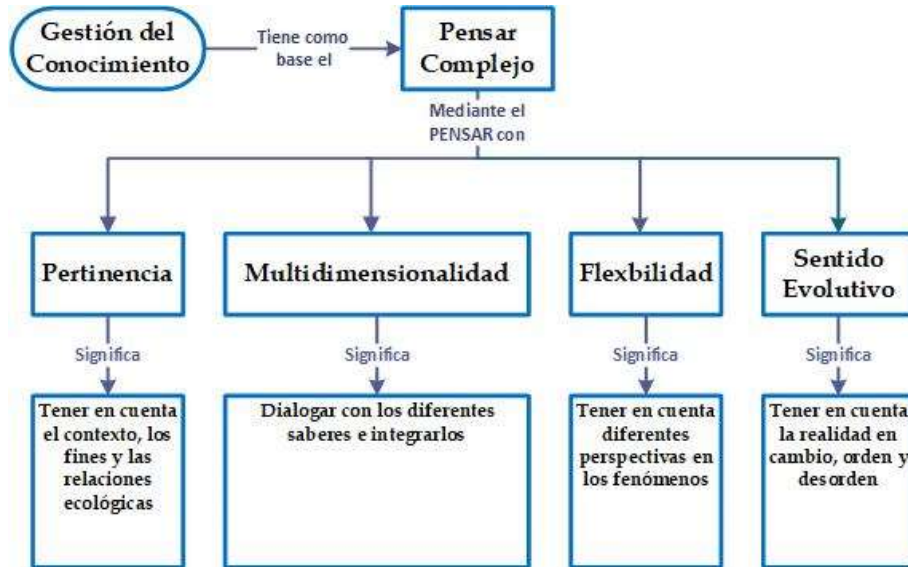 Gestión del
Conocimiento
Tiene como
base el
Pensar
Complejo
Mediante el
PENSAR con
Pertinencia
Multidimensionalidad
Flexbilidad
Sentido
Evolutivo
Significa
Significa
Significa
Significa
Tener en cuenta
el contexto, los
fines y las
relaciones
ecológicas
Dialogar con los diferentes
saberes e integrarlos
Tener en cuenta
diferentes
perspectivas en
los fenómenos
Tener en cuenta
la realidad en
cambio, orden y
desorden